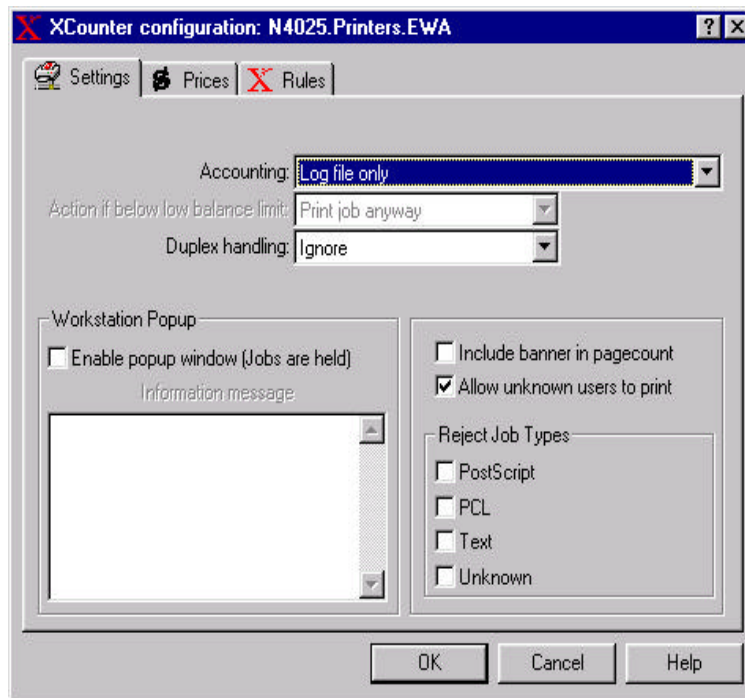 XCounter configuration: N4025.Printers.EWA
Settings
Prices
X Rules
Accounting: Log file only
Action if below low balance limit: Print job anyway
Duplex handling: Ignore
Workstation Popup
Enable popup window (Jobs are held)
Information message
Include banner in pagecount
Allow unknown users to print
Reject Job Types
PostScript
PCL
Text
Unknown
OK
Cancel
Help